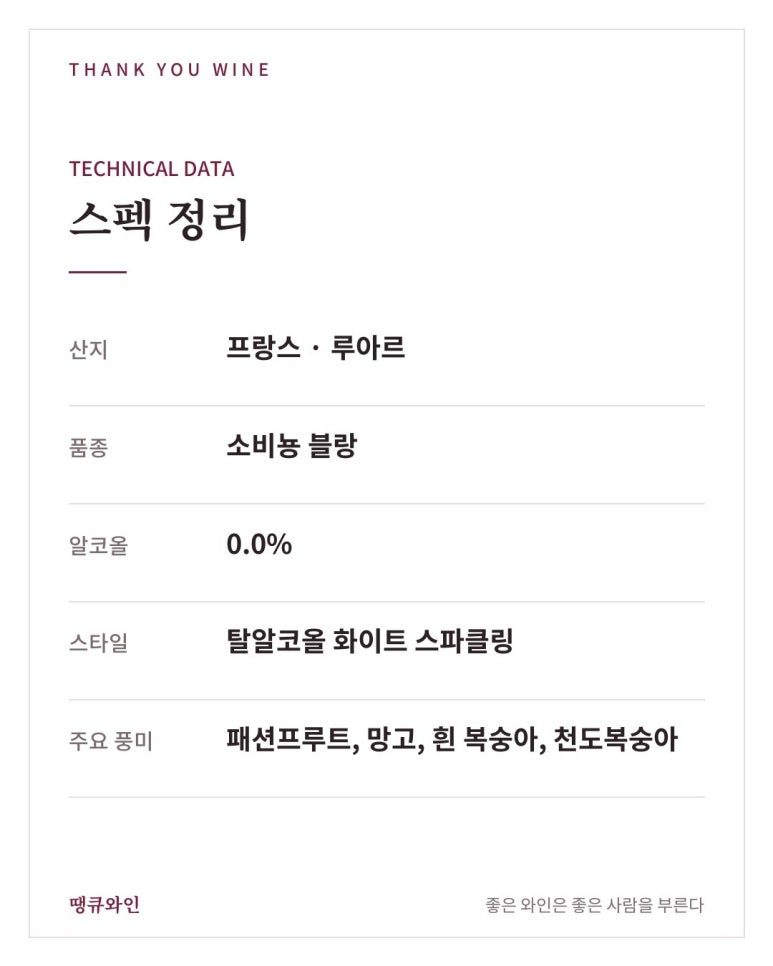 THANK YOU WINE
TECHNICAL DATA
스펙 정리
산지 프랑스 · 루아르
품종 소비뇽 블랑
알코올 0.0%
스타일 탈알코올 화이트 스파클링
주요 풍미 패션프루트, 망고, 흰 복숭아, 천도복숭아
땡큐와인 좋은 와인은 좋은 사람을 부른다